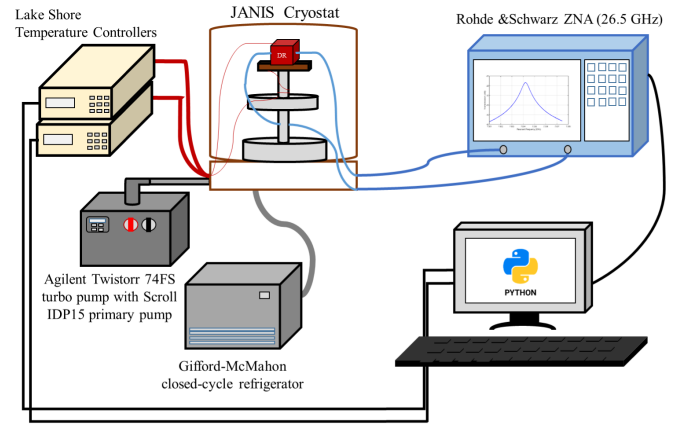 Lake Shore
Temperature Controllers
JANIS Cryostat
Rohde &Schwarz ZNA (26.5 GHz)
DR
Agilent Twistorr 74FS
turbo pump with Scroll
IDP15 primary pump
Gifford-McMahon
closed-cycle refrigerator
PYTHON